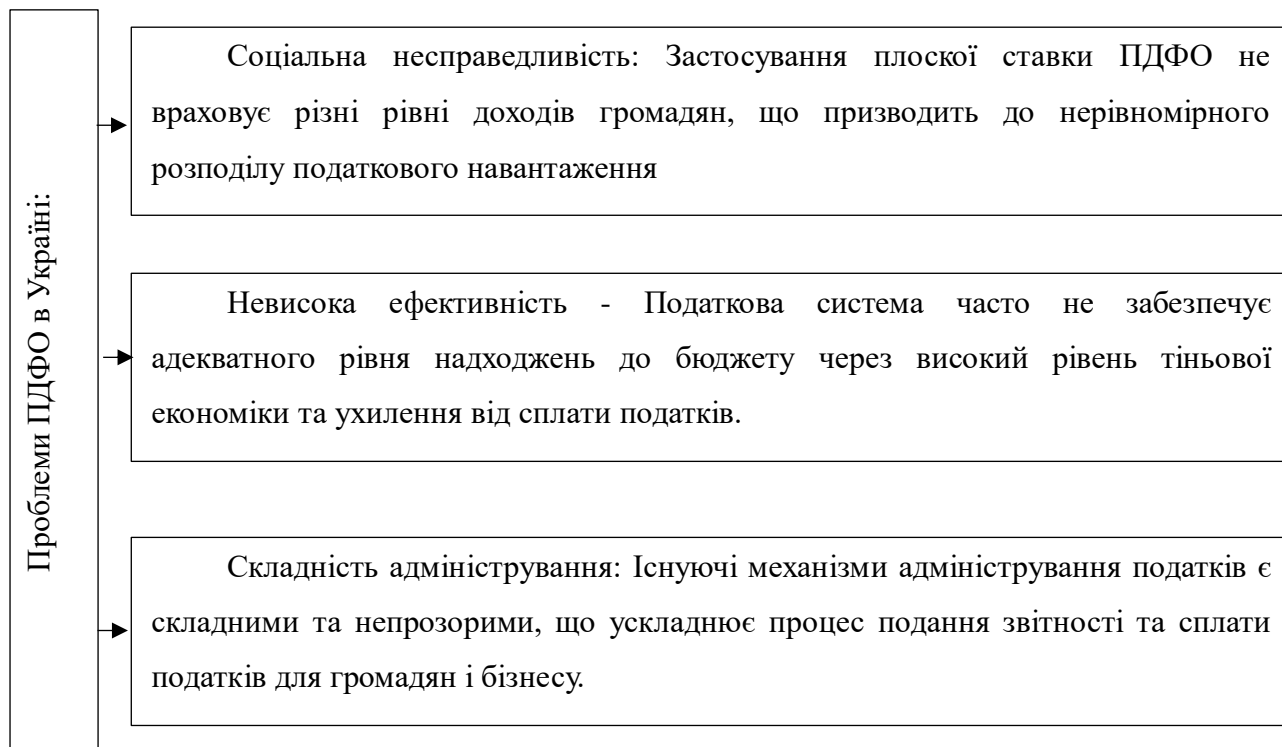 Проблеми ПДФО в Україні:
Соціальна несправедливість: Застосування плоскої ставки ПДФО не
враховує різні рівні доходів громадян, що призводить до нерівномірного
розподілу податкового навантаження
Невисока ефективність - Податкова система часто не забезпечує
адекватного рівня надходжень до бюджету через високий рівень тіньової
економіки та ухилення від сплати податків.
Складність адміністрування: Існуючі механізми адміністрування податків є
складними та непрозорими, що ускладнює процес подання звітності та сплати
податків для громадян і бізнесу.